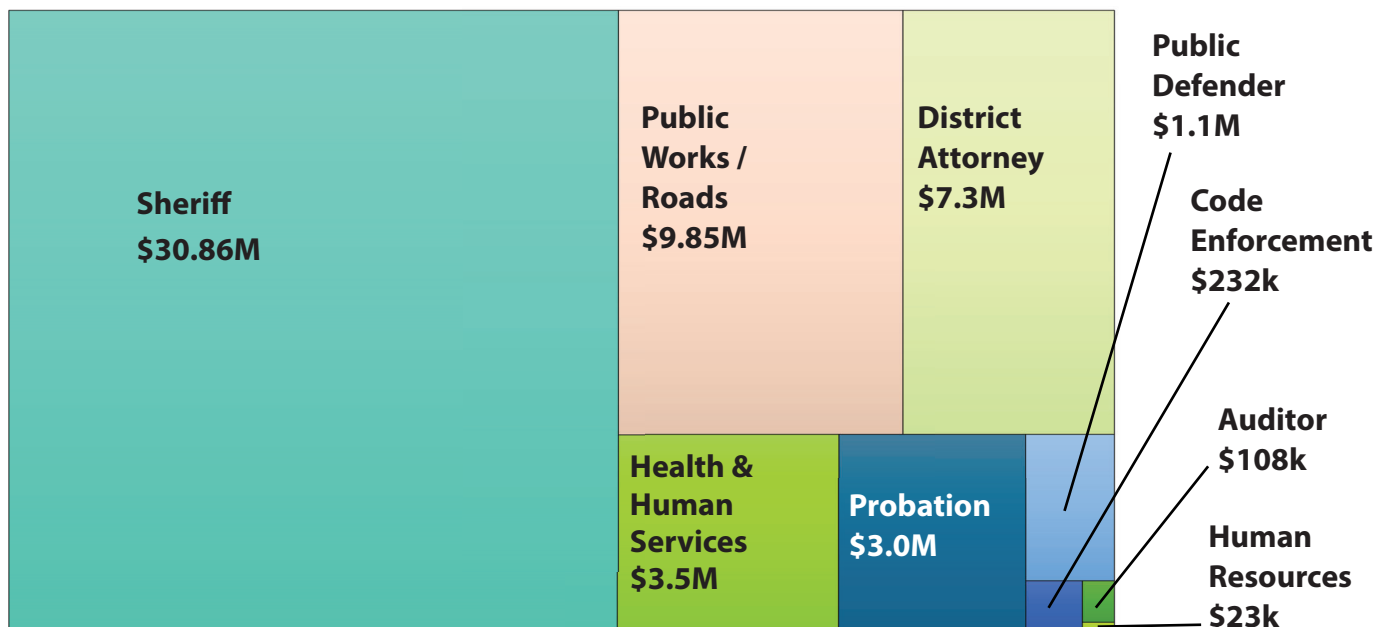 Sheriff
$30.86M
Public
Works /
Roads
$9.85M
District
Attorney
$7.3M
Public
Defender
$1.1M
Code
Enforcement
$232k
Auditor
$108k
Health &
Human
Services
$3.5M
Probation
$3.0M
Human
Resources
$23k